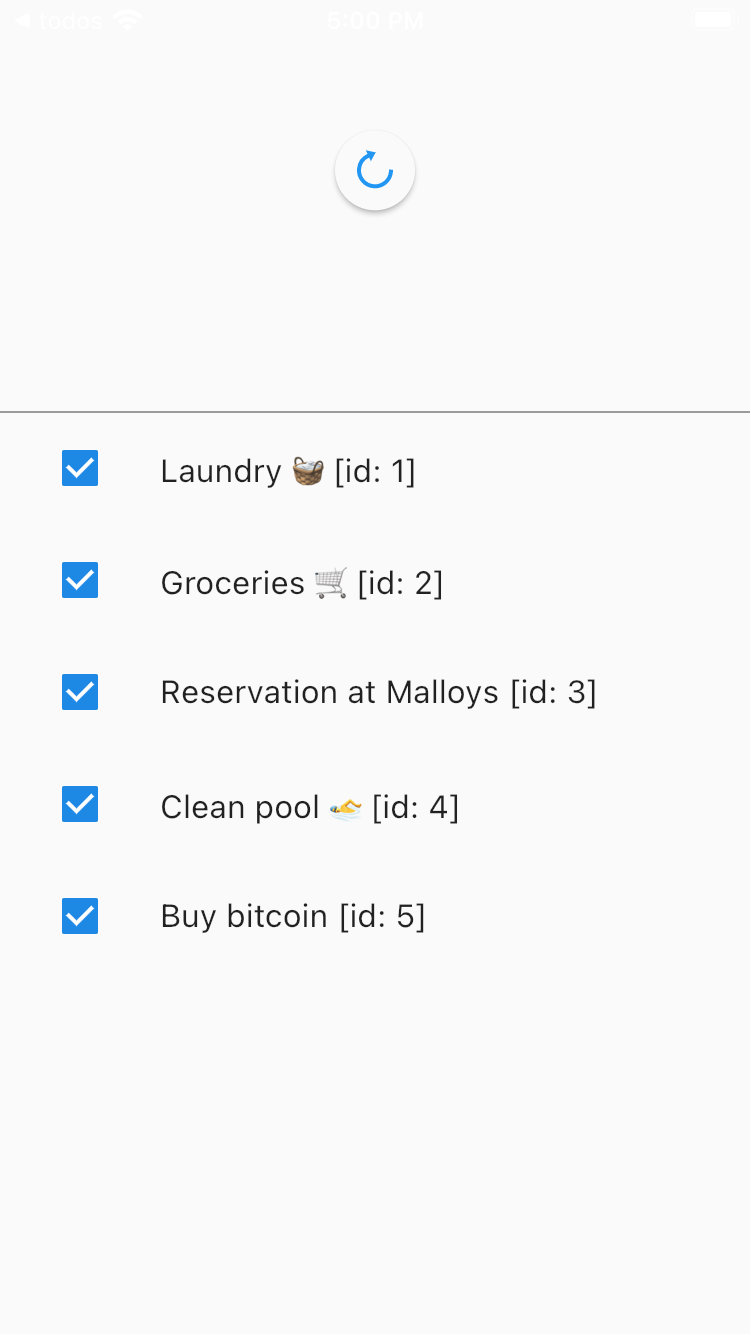 ◀ todos 5:00 PM
Laundry 🧺 [id: 1]
Groceries 🛒 [id: 2]
Reservation at Malloys [id: 3]
Clean pool 🏊 [id: 4]
Buy bitcoin [id: 5]